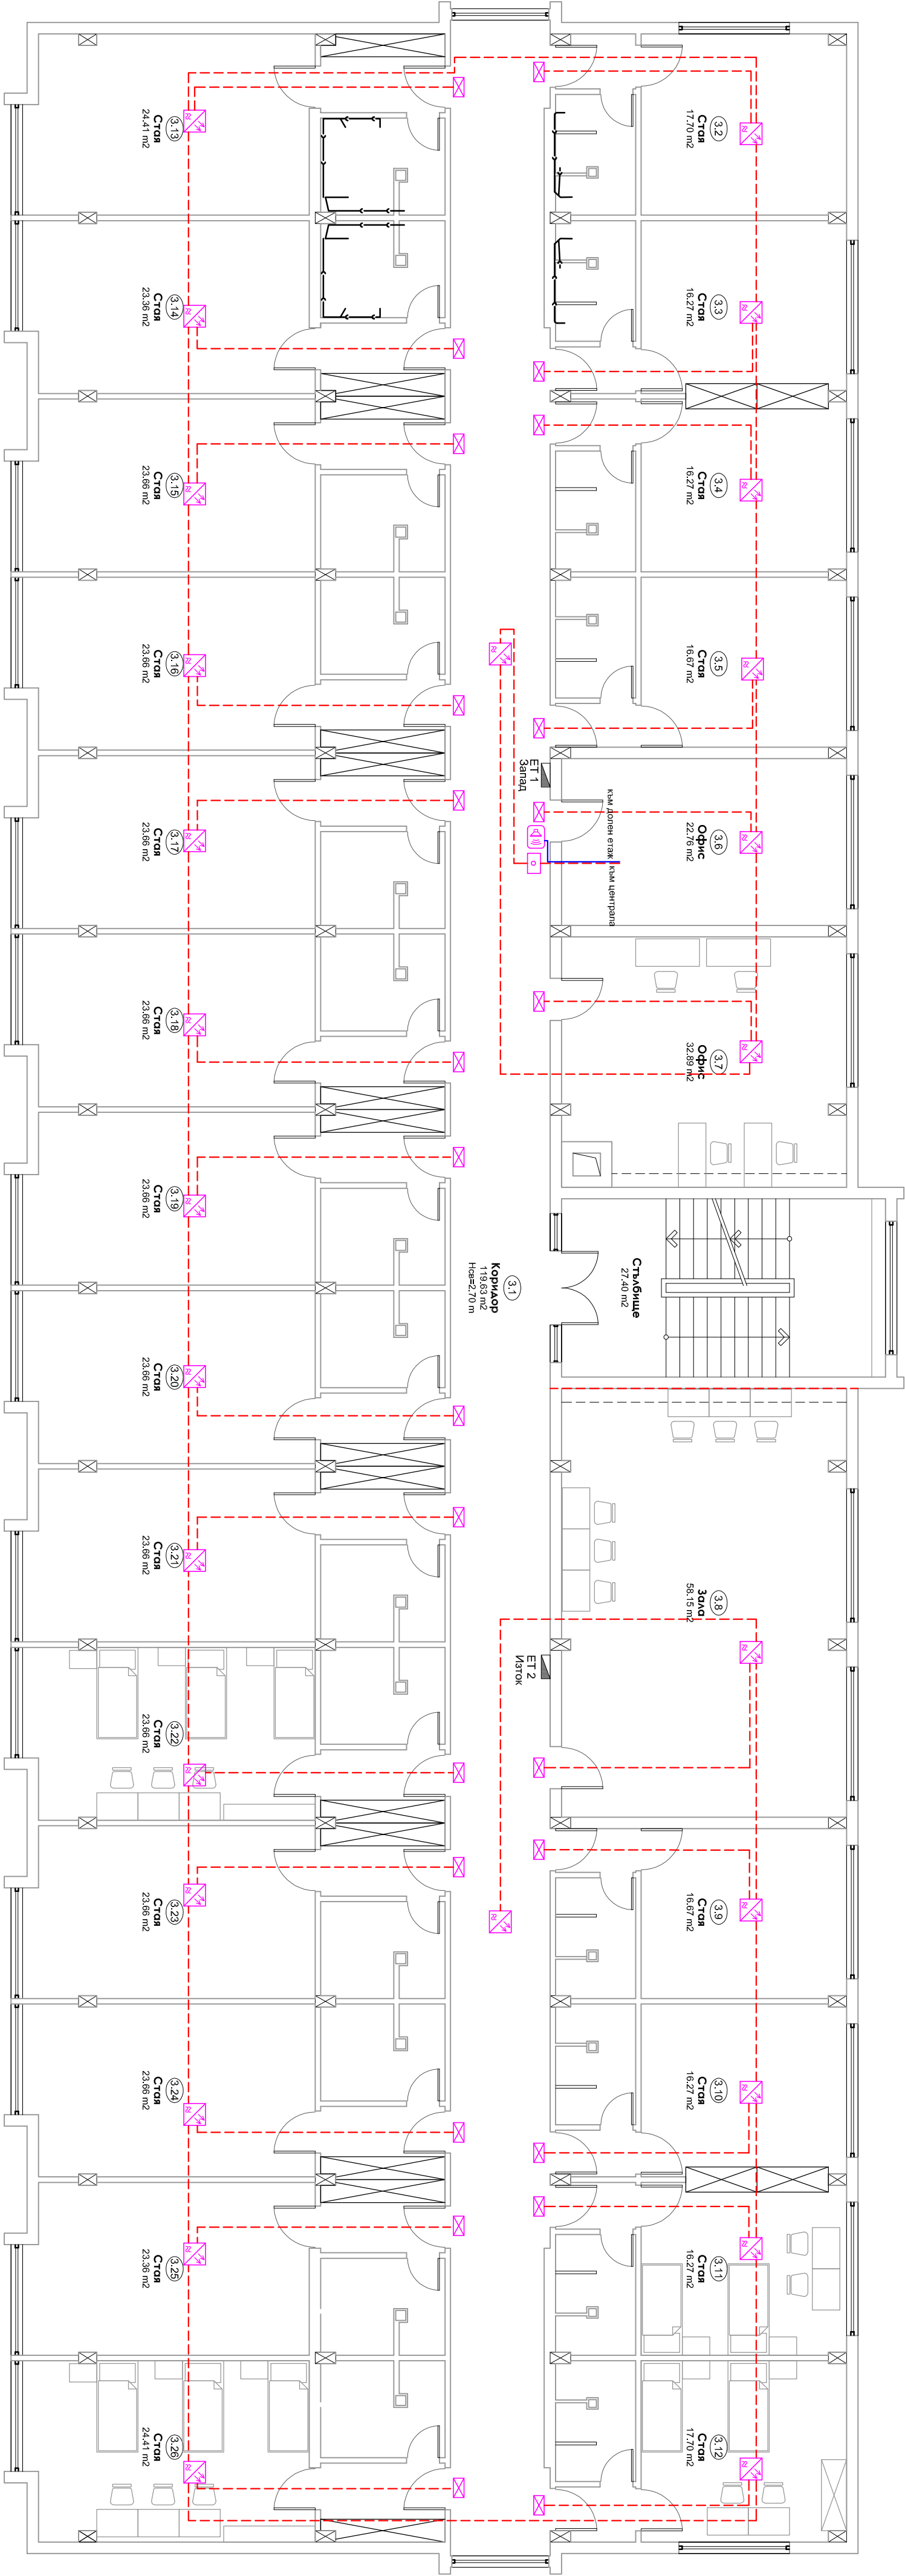 3.2
Стая
17.70 m2
3.3
Стая
16.27 m2
3.4
Стая
16.27 m2
3.5
Стая
16.67 m2
3.6
Офис
22.76 m2
3.7
Офис
32.89 m2
Стълбище
27.40 m2
3.8
Зала
58.15 m2
3.9
Стая
16.67 m2
3.10
Стая
16.27 m2
3.11
Стая
16.27 m2
3.12
Стая
17.70 m2
към долен етаж
към централа
ЕТ 1
Запад
3.1
Коридор
119.63 m2
Hсв=2.70 m
ЕТ 2
Изток
3.13
Стая
24.41 m2
3.14
Стая
23.36 m2
3.15
Стая
23.66 m2
3.16
Стая
23.66 m2
3.17
Стая
23.66 m2
3.18
Стая
23.66 m2
3.19
Стая
23.66 m2
3.20
Стая
23.66 m2
3.21
Стая
23.66 m2
3.22
Стая
23.66 m2
3.23
Стая
23.66 m2
3.24
Стая
23.66 m2
3.25
Стая
23.36 m2
3.26
Стая
24.41 m2